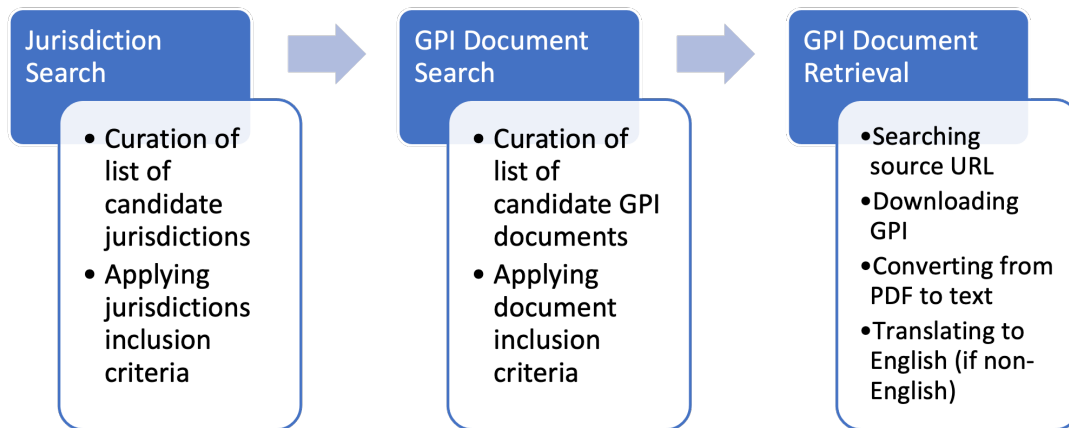 Jurisdiction
Search
• Curation of
list of
candidate
jurisdictions
• Applying
jurisdictions
inclusion
criteria
GPI Document
Search
• Curation of
list of
candidate GPI
documents
• Applying
document
inclusion
criteria
GPI Document
Retrieval
•Searching
source URL
•Downloading
GPI
•Converting from
PDF to text
•Translating to
English (if non-
English)